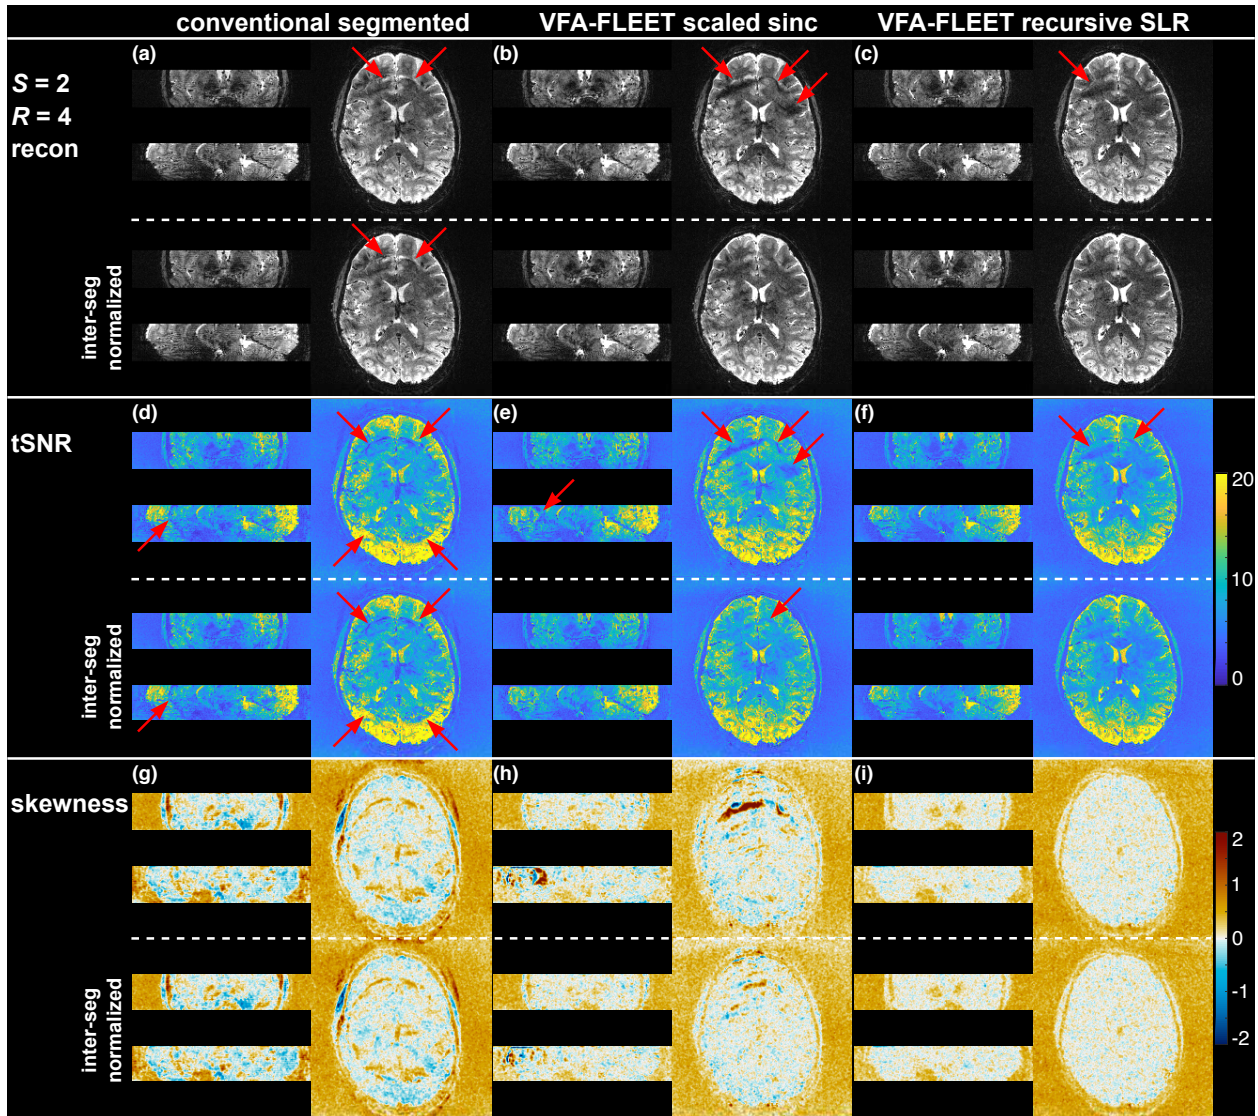 conventional segmented
VFA-FLEET scaled sinc
VFA-FLEET recursive SLR
(a)
(b)
(c)
S = 2
R = 4
recon
inter-seg
normalized
(d)
(e)
(f)
tSNR
20
10
0
inter-seg
normalized
(g)
(h)
(i)
skewness
2
1
0
-1
-2
inter-seg
normalized